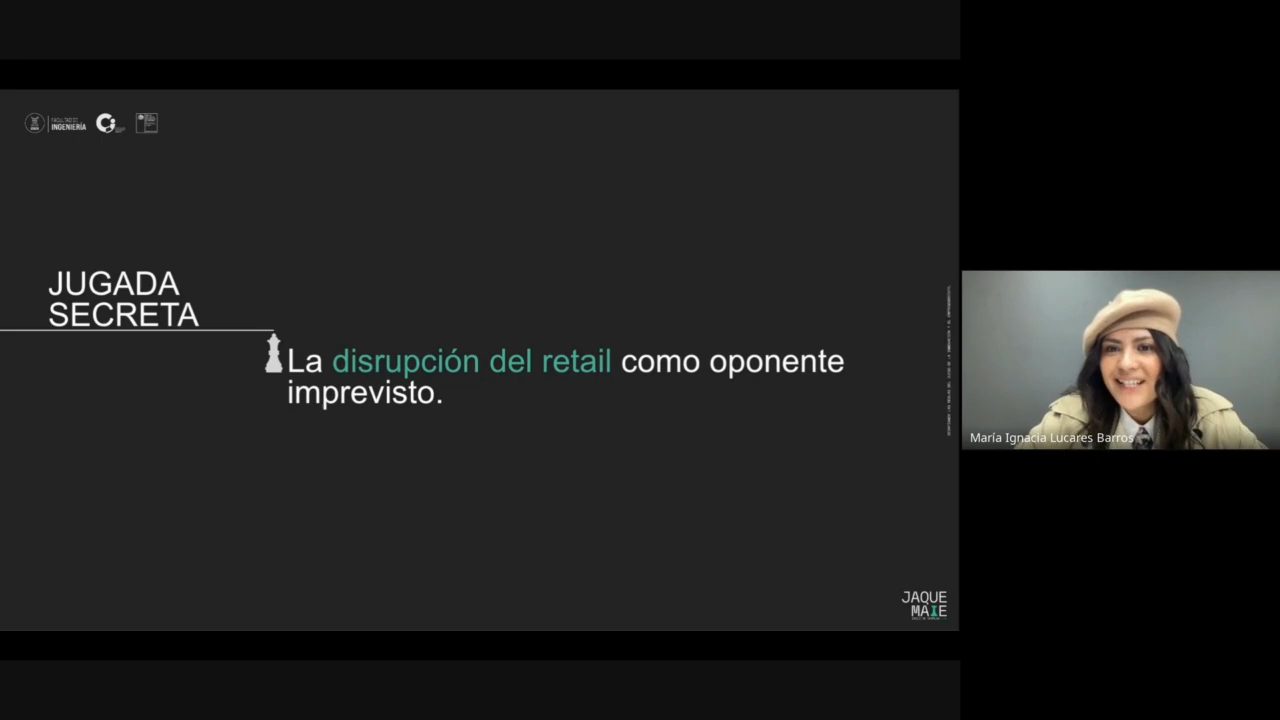 FACULTAD DE
INGENIERÍA
JUGADA
SECRETA
La disrupción del retail como oponente
imprevisto.
JAQUE
MATE
María Ignacia Lucares Barros